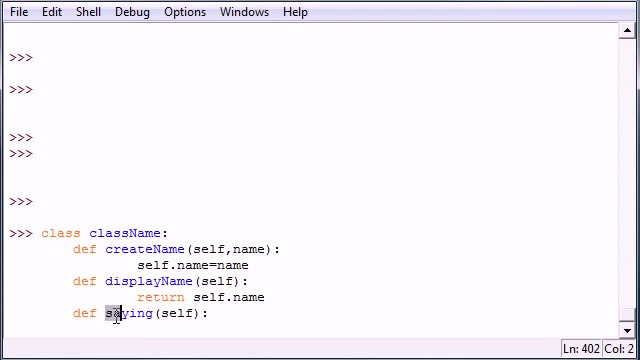 File Edit Shell Debug Options Windows Help
>>>
>>>
>>>
>>>
>>>
>>> class className:
def createName(self,name):
self.name=name
def displayName(self):
return self.name
def saying(self):
Ln: 402 Col: 2